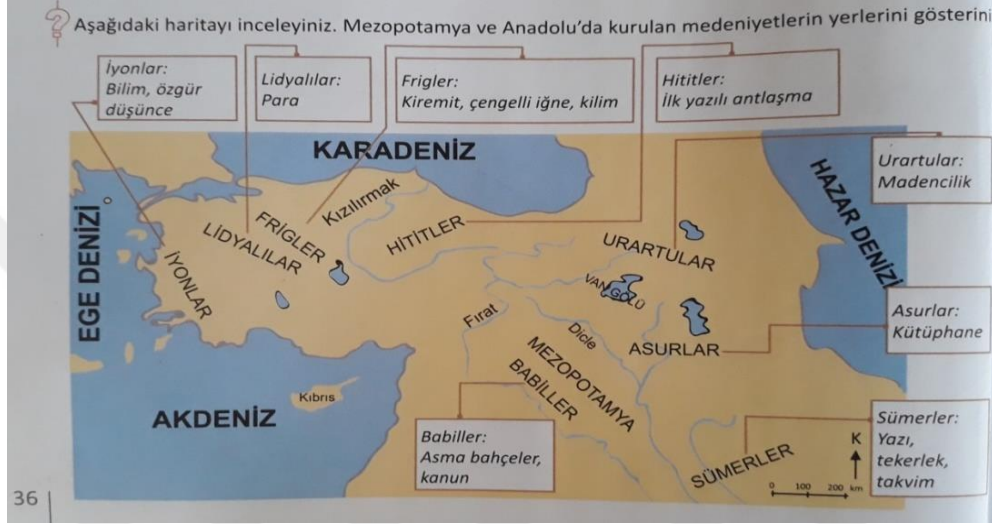 Aşağıdaki haritayı inceleyiniz. Mezopotamya ve Anadolu'da kurulan medeniyetlerin yerlerini gösterini
İyonlar:
Bilim, özgür
düşünce
Lidyalılar:
Para
Frigler:
Kiremit, çengelli iğne, kilim
Hititler:
İlk yazılı antlaşma
Urartular:
Madencilik
KARADENİZ
HAZAR DENİZİ
EGE DENİZİ
Kızılırmak
FRİGLER
LİDYALILAR
HİTİTLER
İYONLAR
URARTULAR
VAN GÖLÜ
Fırat
Dicle
ASURLAR
Asurlar:
Kütüphane
MEZOPOTAMYA
BABİLLER
Kıbrıs
AKDENİZ
Babiller:
Asma bahçeler,
kanun
SÜMERLER
Sümerler:
Yazı,
tekerlek,
takvim
K
0 100 200 km
36